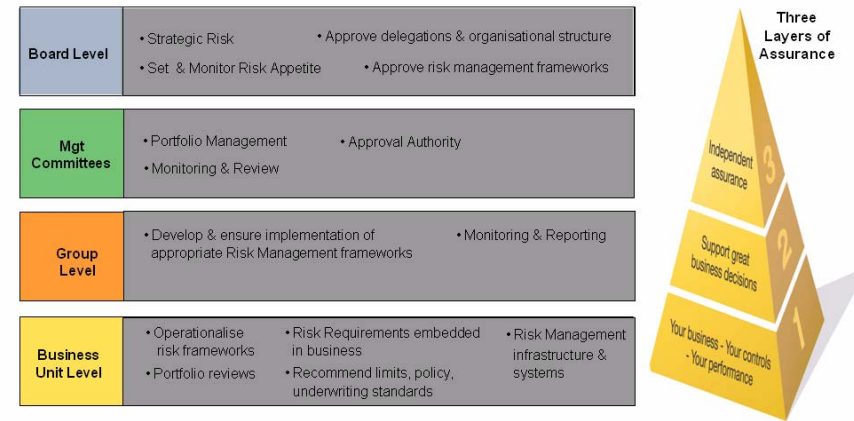 Board Level
• Strategic Risk
• Approve delegations & organisational structure
• Set & Monitor Risk Appetite
• Approve risk management frameworks
Mgt
Committees
• Portfolio Management
• Approval Authority
• Monitoring & Review
Group
Level
• Develop & ensure implementation of
appropriate Risk Management frameworks
• Monitoring & Reporting
Business
Unit Level
• Operationalise
risk frameworks
• Portfolio reviews
• Risk Requirements embedded
in business
• Recommend limits, policy,
underwriting standards
• Risk Management
infrastructure &
systems
Three
Layers of
Assurance
Independent
assurance
3
Support great
business decisions
2
Your business - Your controls
- Your performance
1